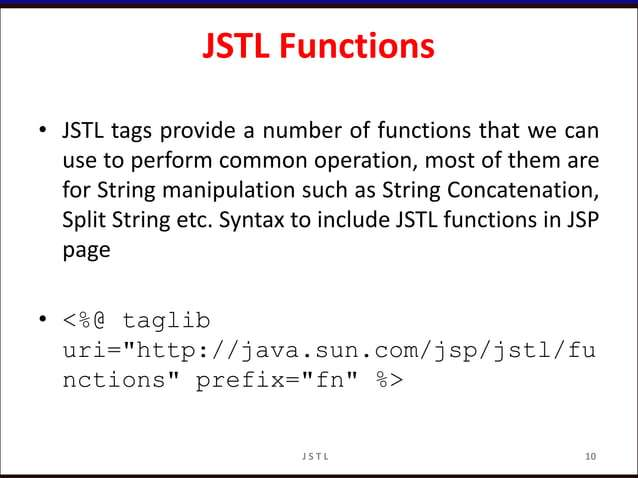 JSTL Functions
• JSTL tags provide a number of functions that we can
use to perform common operation, most of them are
for String manipulation such as String Concatenation,
Split String etc. Syntax to include JSTL functions in JSP
page
• <%@ taglib
uri="http://java.sun.com/jsp/jstl/fu
nctions" prefix="fn" %>
JSTL
10